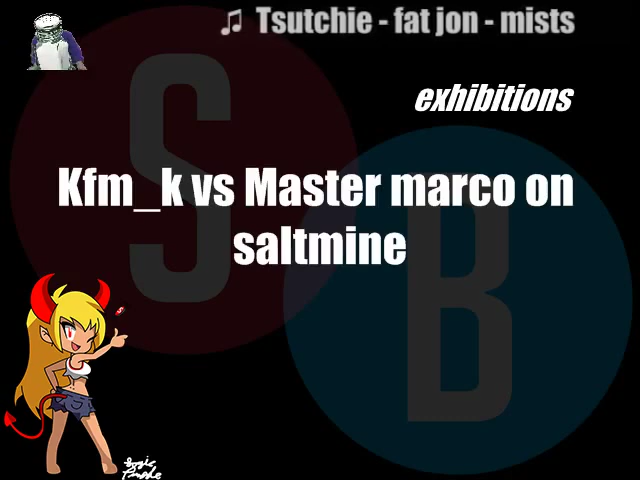 ♫ Tsutchie - fat jon - mists
exhibitions
Kfm_k vs Master marco on
saltmine
S
B